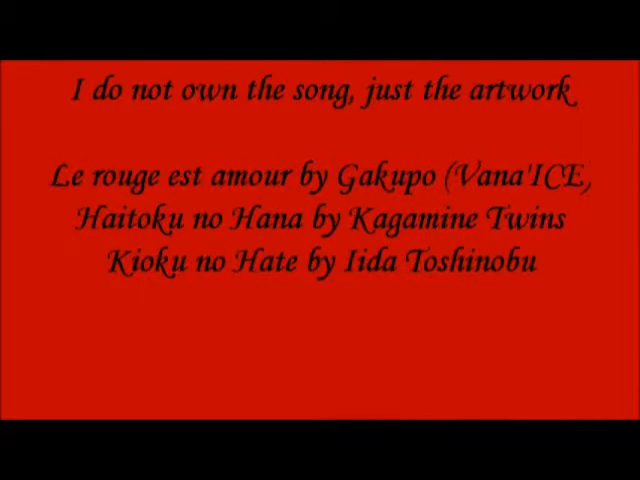 I do not own the song, just the artwork
Le rouge est amour by Gakupo (Vana'ICE)
Haitoku no Hana by Kagamine Twins
Kioku no Hate by Iida Toshinobu